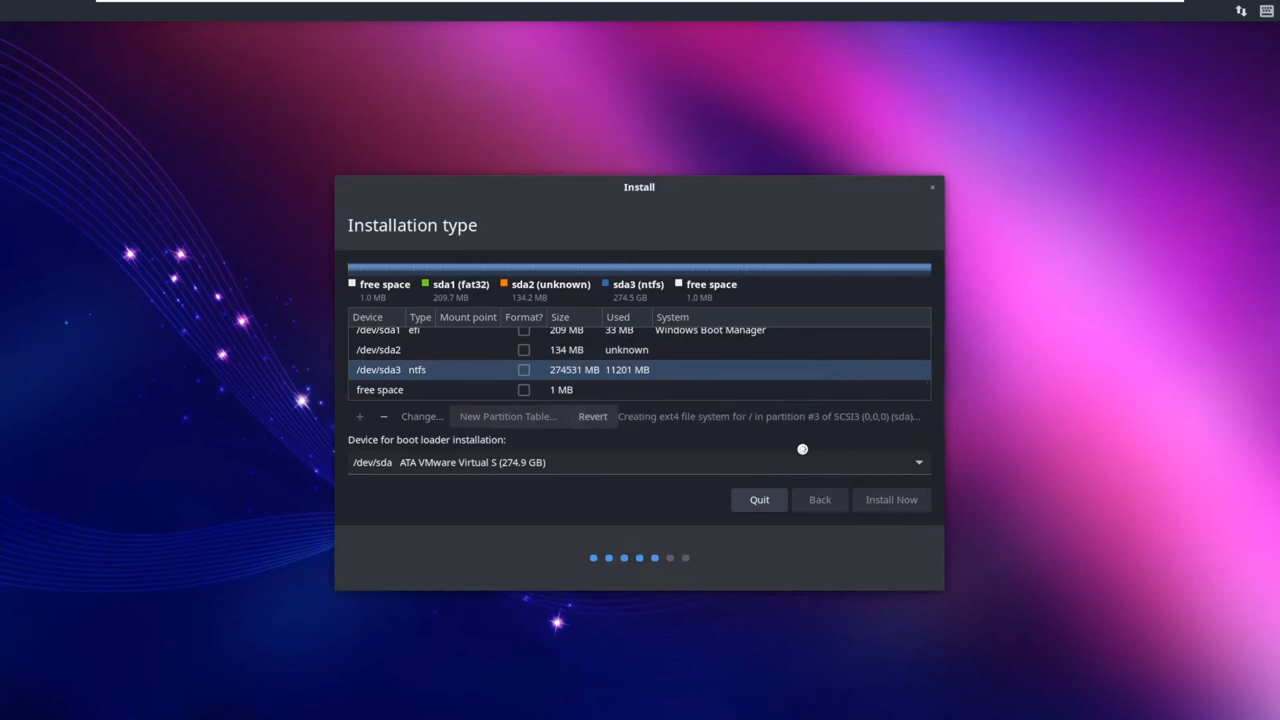 Install
Installation type
free space sda1 (fat32) sda2 (unknown) sda3 (ntfs) free space
1.0 MB 209.7 MB 134.2 MB 274.5 GB 1.0 MB
Device Type Mount point Format? Size Used System
/dev/sda1 efi 209 MB 33 MB Windows Boot Manager
/dev/sda2 134 MB unknown
/dev/sda3 ntfs 274531 MB 11201 MB
free space 1 MB
+ − Change... New Partition Table... Revert Creating ext4 file system for / in partition #3 of SCSI3 (0,0,0) (sda)...
Device for boot loader installation:
/dev/sda ATA VMware Virtual S (274.9 GB)
Quit Back Install Now